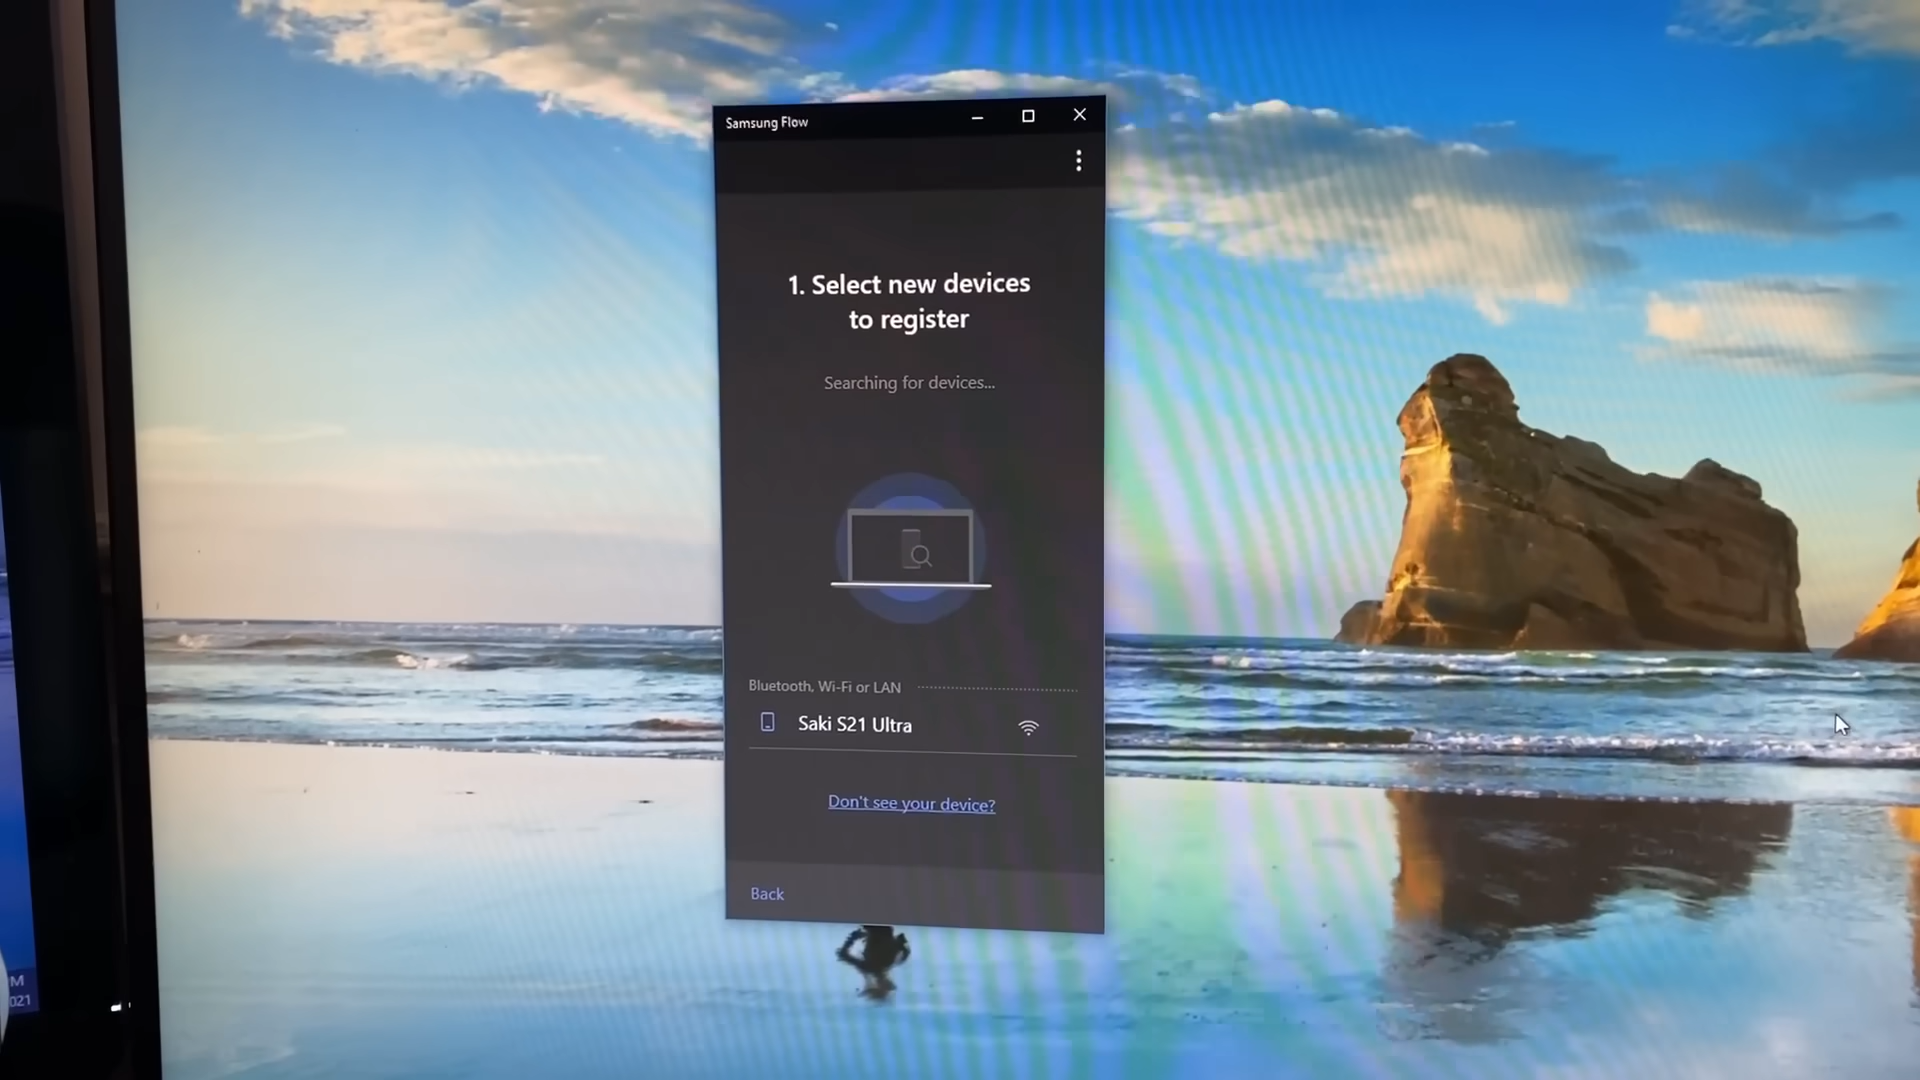 Samsung Flow
1. Select new devices
to register
Searching for devices...
Bluetooth, Wi-Fi or LAN
Saki S21 Ultra
Don't see your device?
Back
M
021